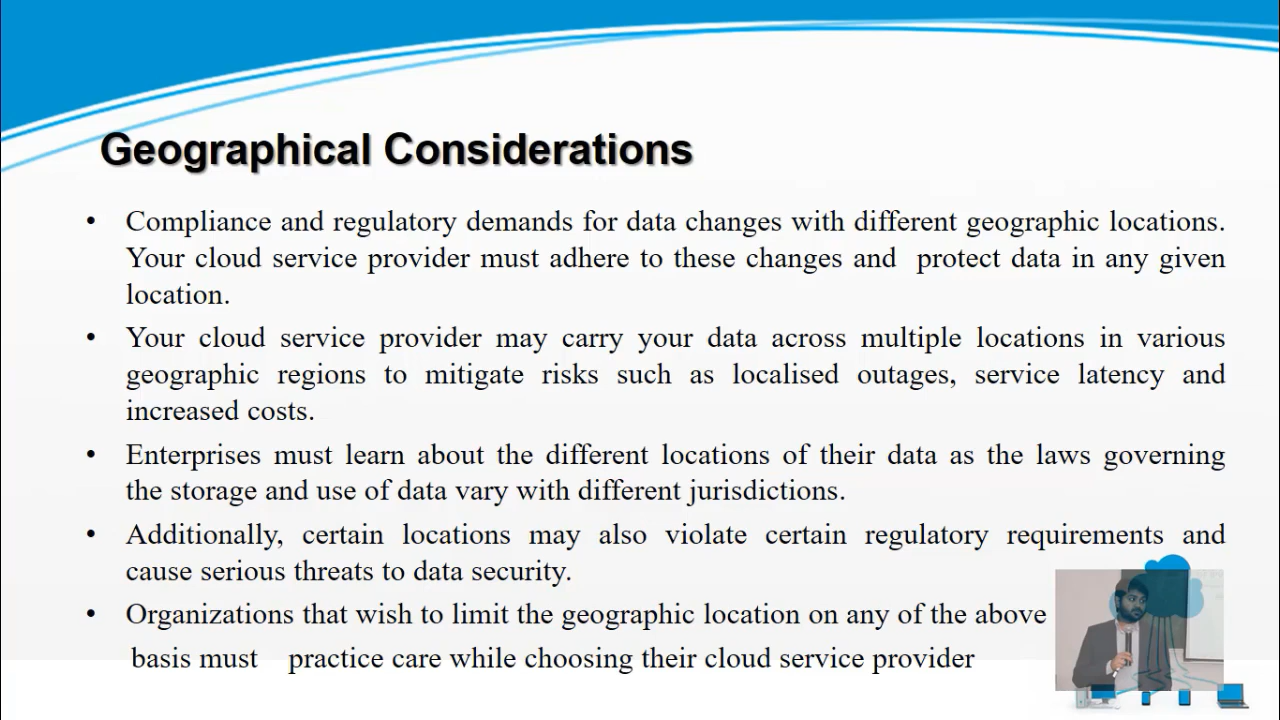 Geographical Considerations
• Compliance and regulatory demands for data changes with different geographic locations.
Your cloud service provider must adhere to these changes and protect data in any given
location.
• Your cloud service provider may carry your data across multiple locations in various
geographic regions to mitigate risks such as localised outages, service latency and
increased costs.
• Enterprises must learn about the different locations of their data as the laws governing
the storage and use of data vary with different jurisdictions.
• Additionally, certain locations may also violate certain regulatory requirements and
cause serious threats to data security.
• Organizations that wish to limit the geographic location on any of the above
basis must practice care while choosing their cloud service provider